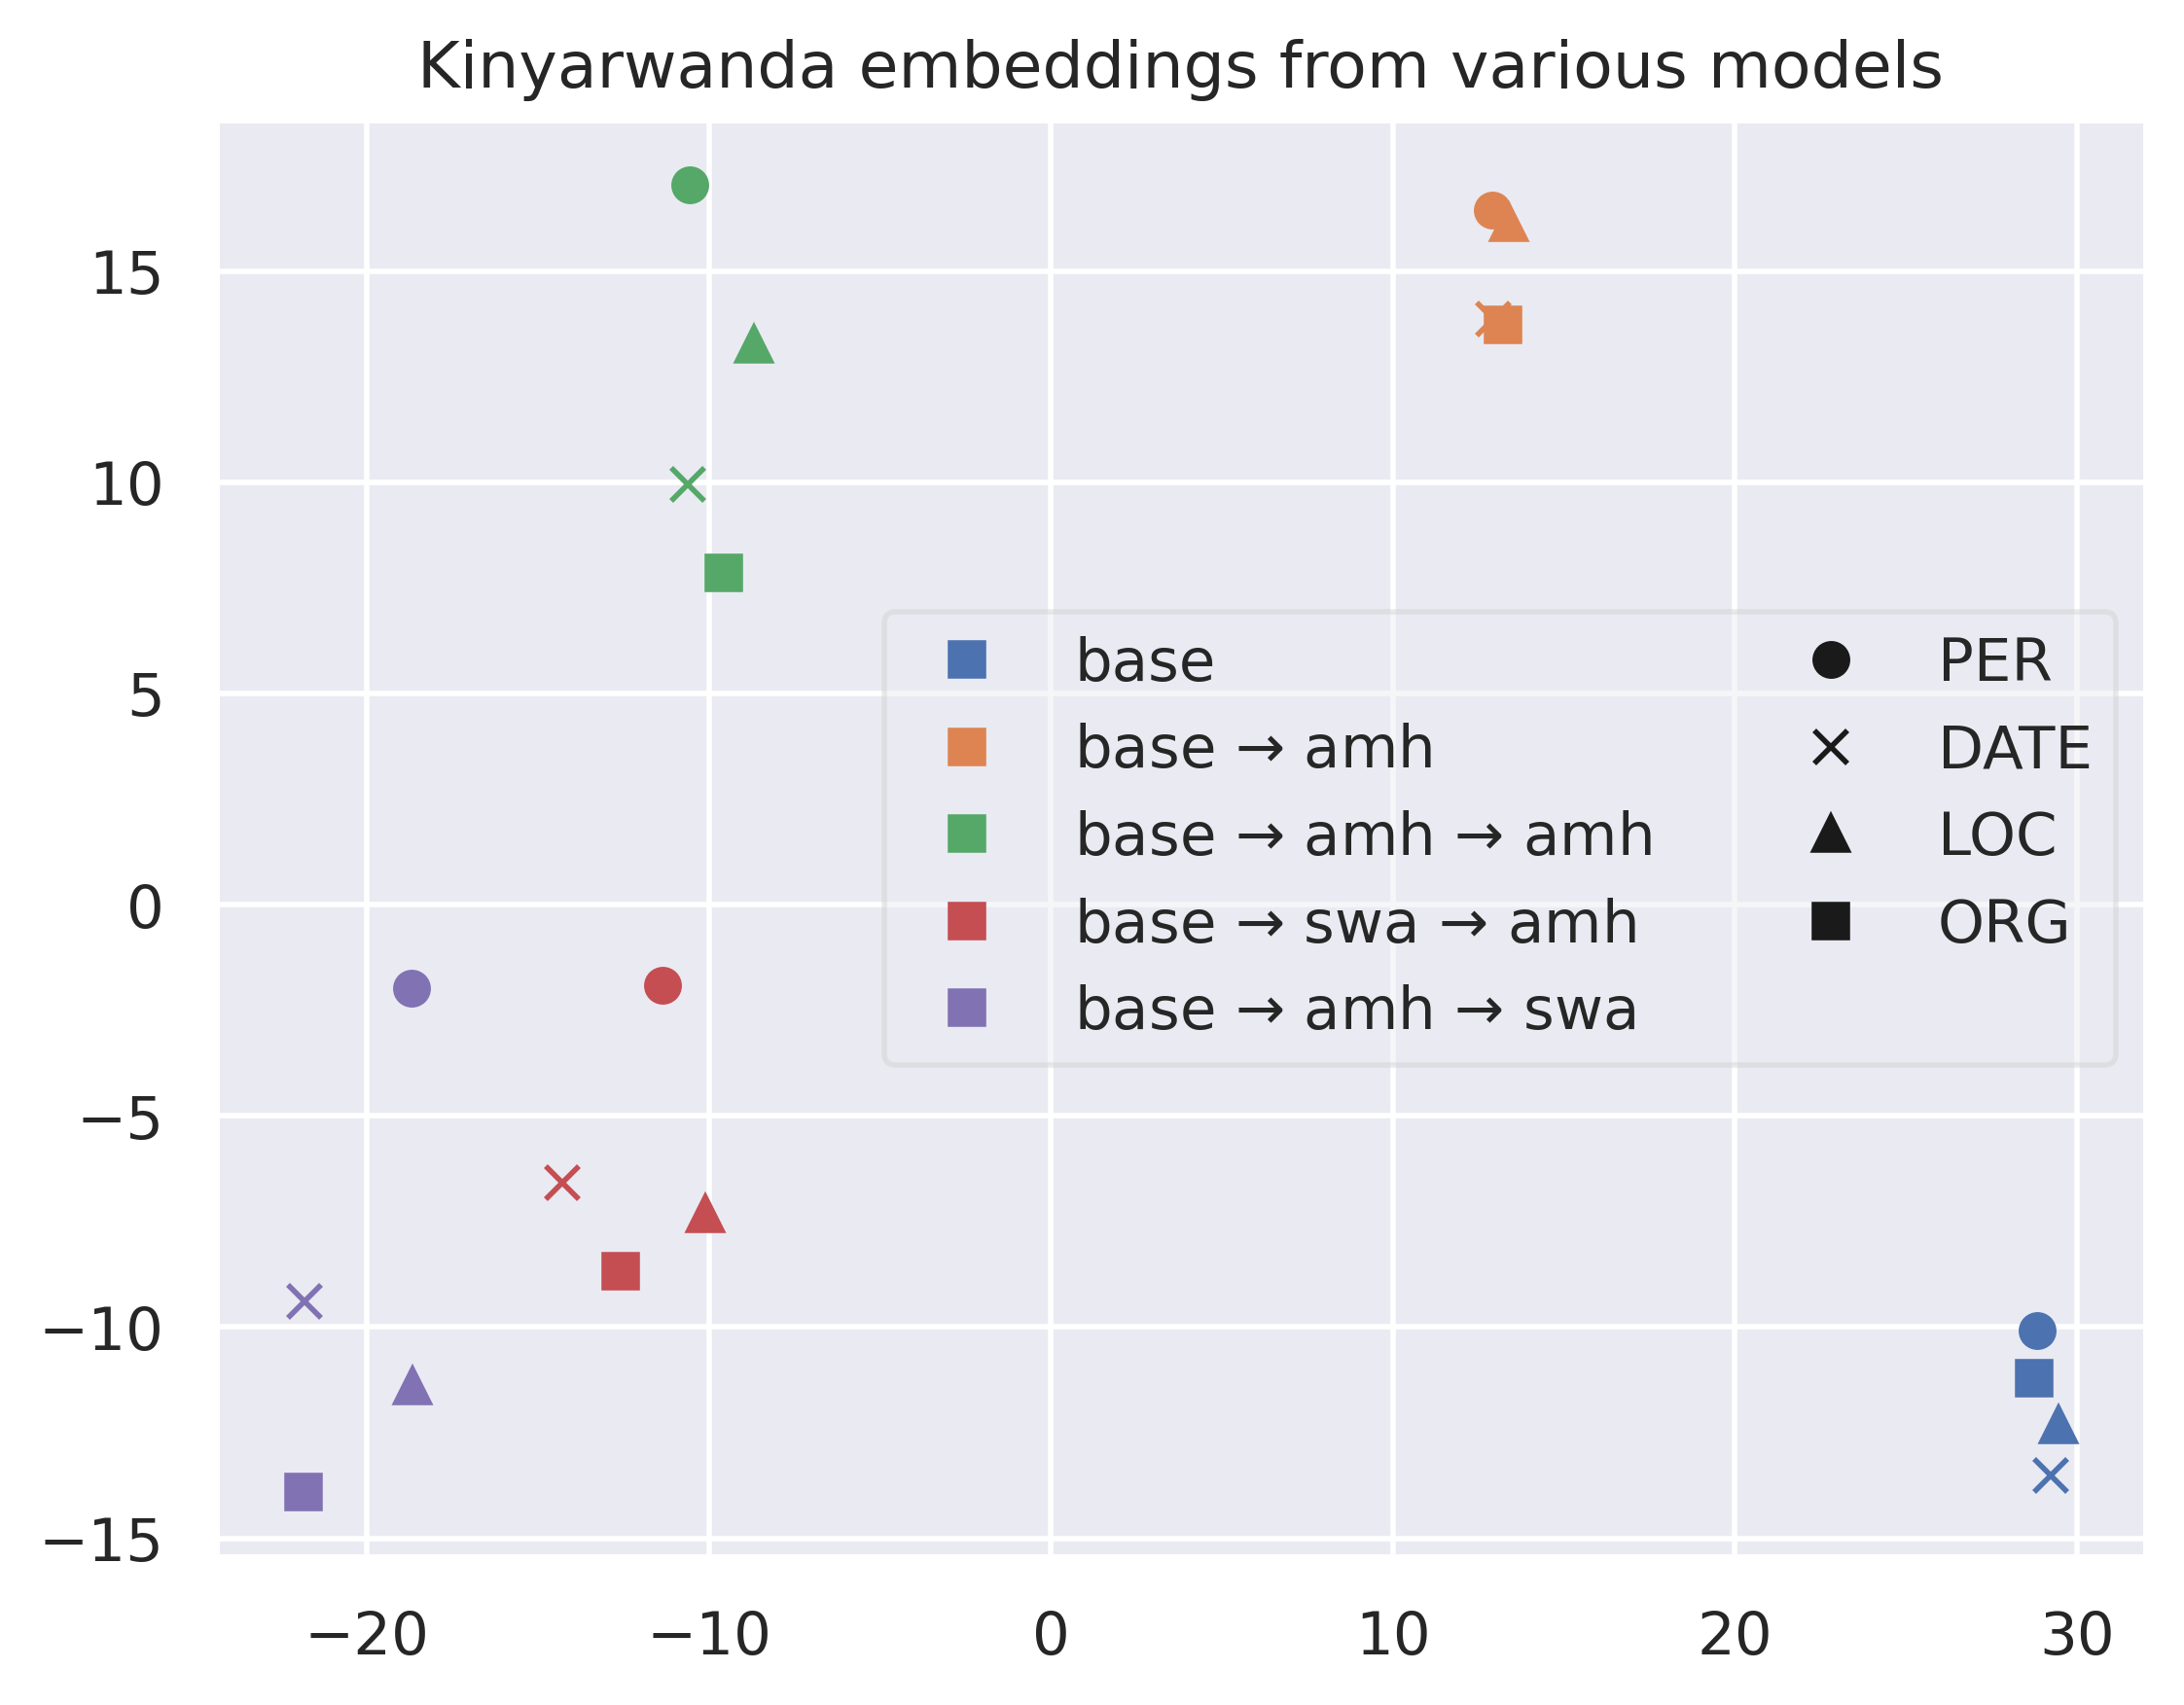 Kinyarwanda embeddings from various models
15
10
5
0
−5
−10
−15
base
base → amh
base → amh → amh
base → swa → amh
base → amh → swa
PER
DATE
LOC
ORG
−20 −10 0 10 20 30